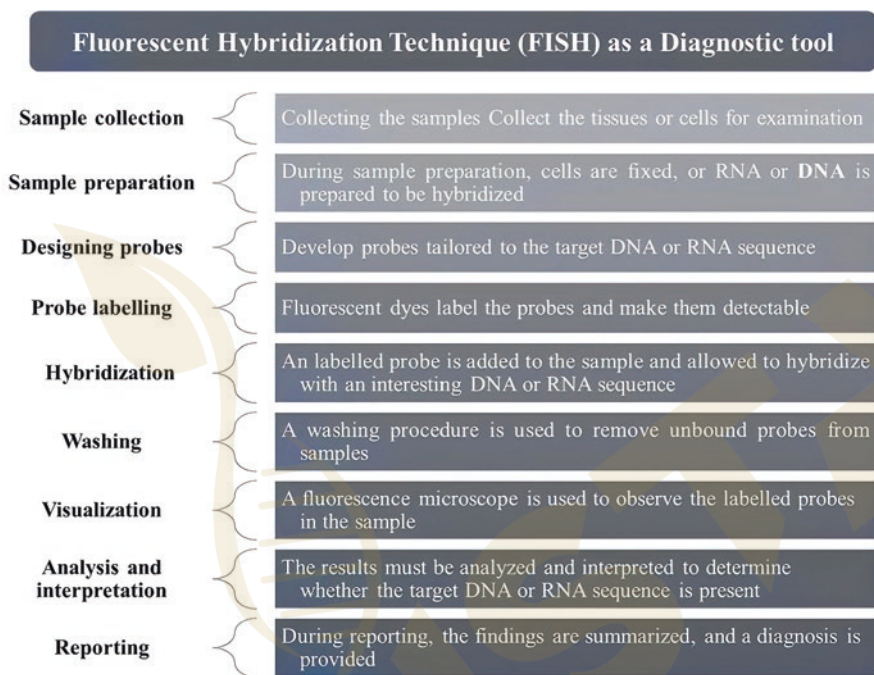 Fluorescent Hybridization Technique (FISH) as a Diagnostic tool
Sample collection
Collecting the samples Collect the tissues or cells for examination
Sample preparation
During sample preparation, cells are fixed, or RNA or DNA is
prepared to be hybridized
Designing probes
Develop probes tailored to the target DNA or RNA sequence
Probe labelling
Fluorescent dyes label the probes and make them detectable
Hybridization
An labelled probe is added to the sample and allowed to hybridize
with an interesting DNA or RNA sequence
Washing
A washing procedure is used to remove unbound probes from
samples
Visualization
A fluorescence microscope is used to observe the labelled probes
in the sample
Analysis and
interpretation
The results must be analyzed and interpreted to determine
whether the target DNA or RNA sequence is present
Reporting
During reporting, the findings are summarized, and a diagnosis is
provided